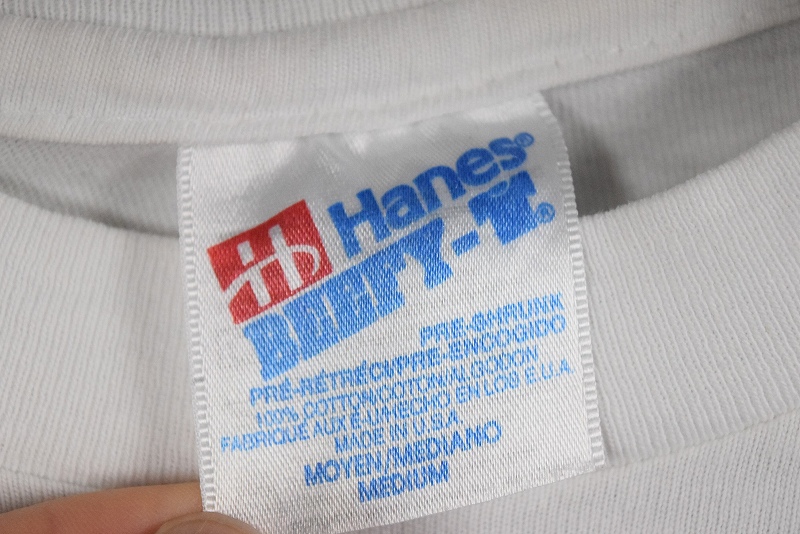 Hanes®
BEEFY-T.®
PRE-SHRUNK
PRÉ-RÉTRÉCI/PRE-ENCOGIDO
100% COTTON/COTON/ALGODON
FABRIQUÉ AUX É.-U./HECHO EN LOS E.U.A.
MADE IN U.S.A.
MOYEN/MEDIANO
MEDIUM